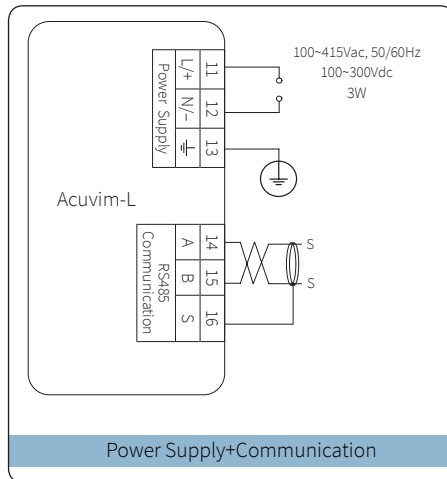 100~415Vac, 50/60Hz
100~300Vdc
3W
Power Supply
L/+ 11
N/- 12
13
Acuvim-L
RS485
Communication
A 14
B 15
S 16
S
S
Power Supply+Communication